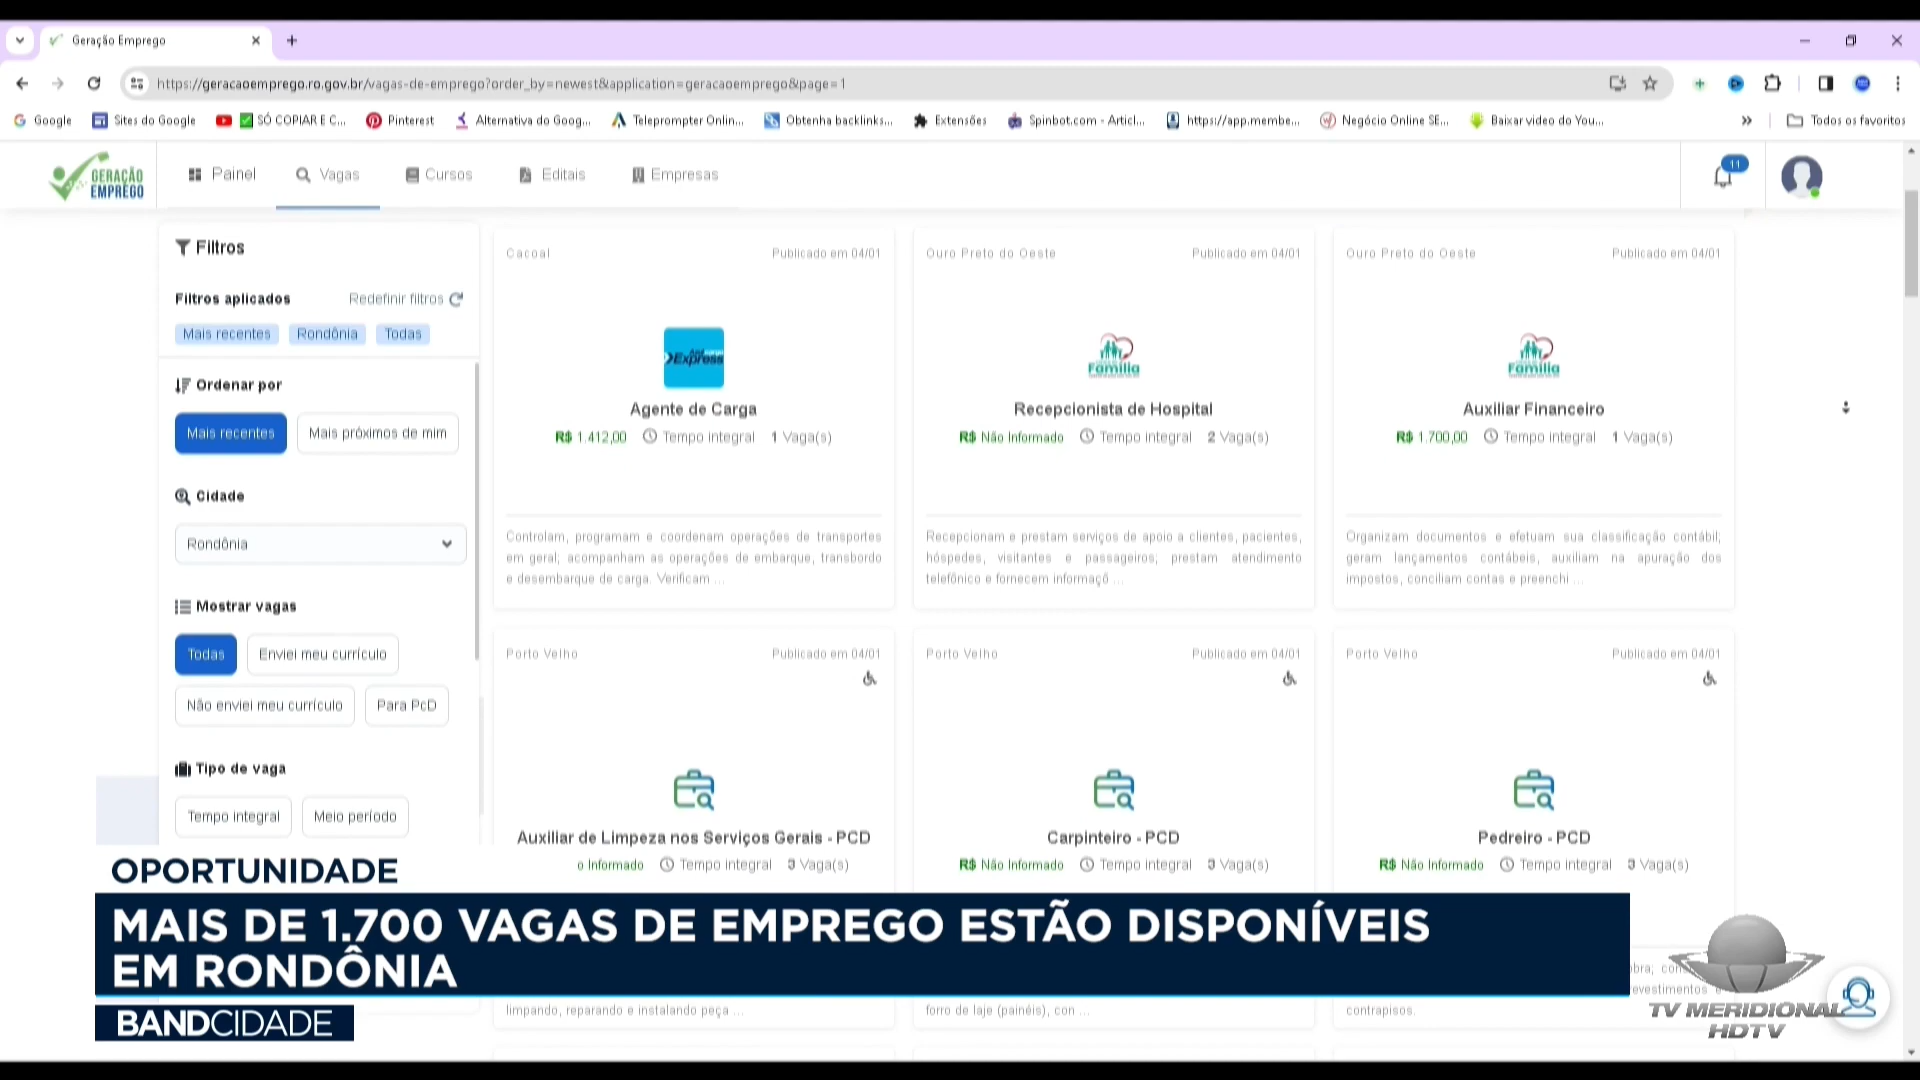 Geração Emprego
https://geracaoemprego.ro.gov.br/vagas-de-emprego?order_by=newest&application=geracaoemprego&page=1
Google
Sites do Google
SÓ COPIAR E C...
Pinterest
Alternativa do Goog...
Teleprompter Onlin...
Obtenha backlinks...
Extensões
Spinbot.com - Articl...
https://app.membe...
Negócio Online SE...
Baixar video do You...
»
Todos os favoritos
GERAÇÃO
EMPREGO
Painel
Vagas
Cursos
Editais
Empresas
11
Filtros
Filtros aplicados
Redefinir filtros
Mais recentes
Rondônia
Todas
Ordenar por
Mais recentes
Mais próximos de mim
Cidade
Rondônia
Mostrar vagas
Todas
Enviei meu currículo
Não enviei meu currículo
Para PcD
Tipo de vaga
Tempo integral
Meio período
Cacoal
Publicado em 04/01
Express
Agente de Carga
R$ 1.412,00 Tempo integral 1 Vaga(s)
Controlam, programam e coordenam operações de transportes
em geral; acompanham as operações de embarque, transbordo
e desembarque de carga. Verificam ...
Ouro Preto do Oeste
Publicado em 04/01
Família
Recepcionista de Hospital
R$ Não Informado Tempo integral 2 Vaga(s)
Recepcionam e prestam serviços de apoio a clientes, pacientes,
hóspedes, visitantes e passageiros; prestam atendimento
telefônico e fornecem informaçõ ...
Ouro Preto do Oeste
Publicado em 04/01
Família
Auxiliar Financeiro
R$ 1.700,00 Tempo integral 1 Vaga(s)
Organizam documentos e efetuam sua classificação contábil;
geram lançamentos contábeis, auxiliam na apuração dos
impostos, conciliam contas e preenchi ...
Porto Velho
Publicado em 04/01
Auxiliar de Limpeza nos Serviços Gerais - PCD
o Informado Tempo integral 3 Vaga(s)
limpando, reparando e instalando peça ...
Porto Velho
Publicado em 04/01
Carpinteiro - PCD
R$ Não Informado Tempo integral 3 Vaga(s)
forro de laje (painéis), con ...
Porto Velho
Publicado em 04/01
Pedreiro - PCD
R$ Não Informado Tempo integral 3 Vaga(s)
evestimentos e
contrapisos.
OPORTUNIDADE
MAIS DE 1.700 VAGAS DE EMPREGO ESTÃO DISPONÍVEIS
EM RONDÔNIA
BANDCIDADE
TV MERIDIONAL
HDTV